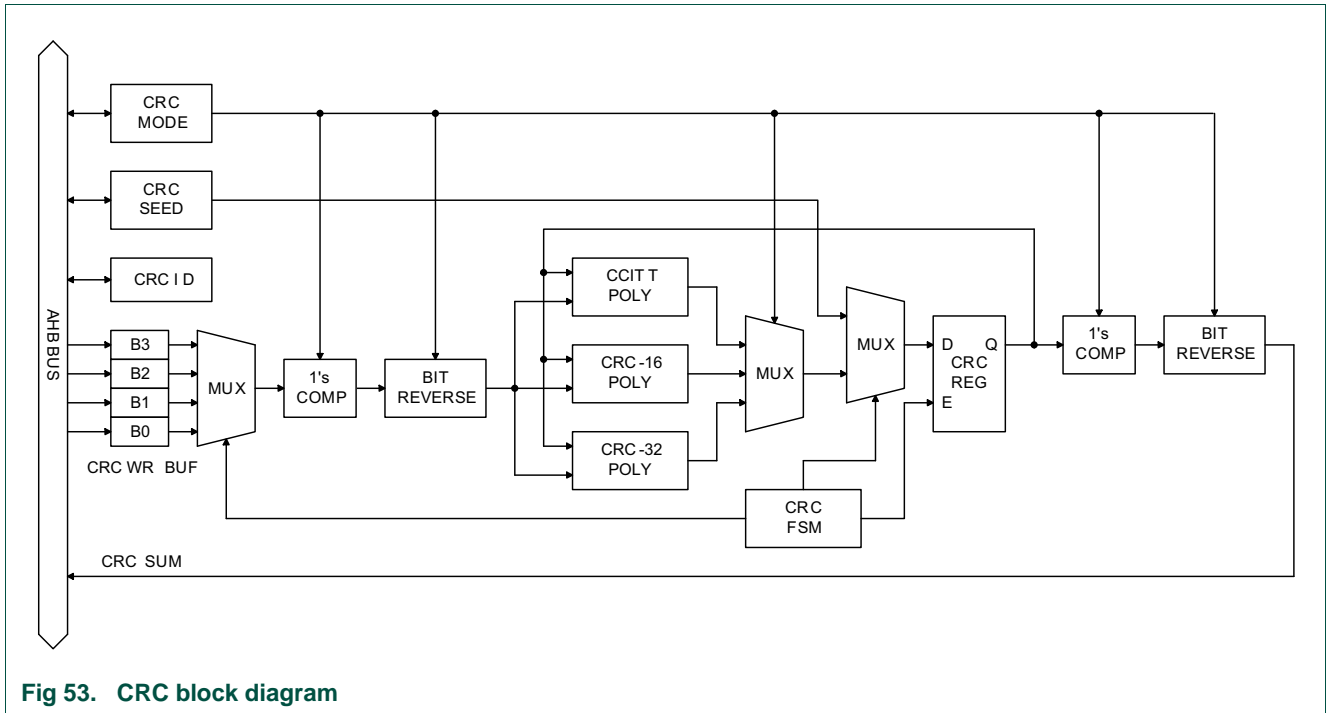 CRC
MODE
CRC
SEED
CRC ID
AHB BUS
B3
B2
B1
B0
CRC WR BUF
MUX
1's
COMP
BIT
REVERSE
CCITT
POLY
CRC-16
POLY
CRC-32
POLY
MUX
MUX
D Q
CRC
REG
E
CRC
FSM
1's
COMP
BIT
REVERSE
CRC SUM
Fig 53. CRC block diagram